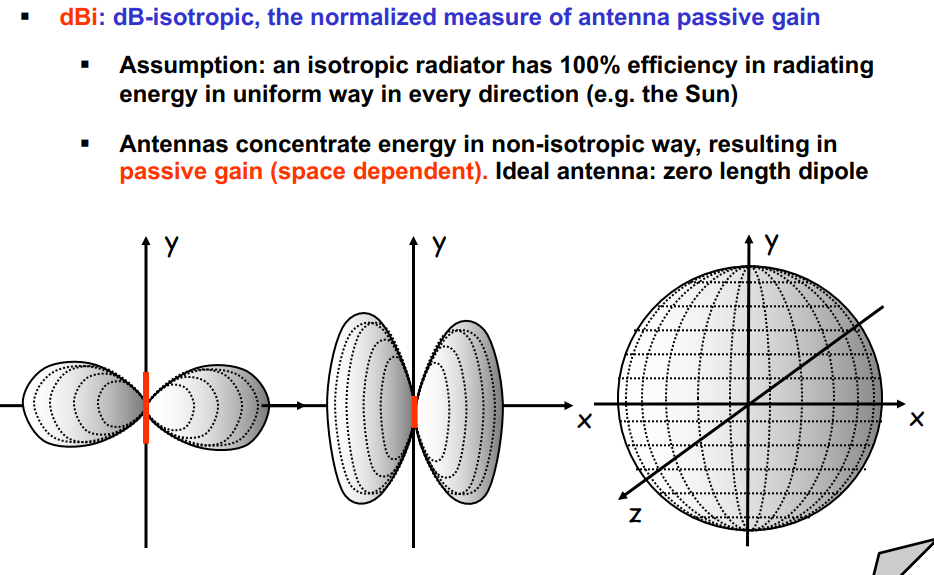 ▪ dBi: dB-isotropic, the normalized measure of antenna passive gain
▪ Assumption: an isotropic radiator has 100% efficiency in radiating
energy in uniform way in every direction (e.g. the Sun)
▪ Antennas concentrate energy in non-isotropic way, resulting in
passive gain (space dependent). Ideal antenna: zero length dipole
y
y
y
x
x
z